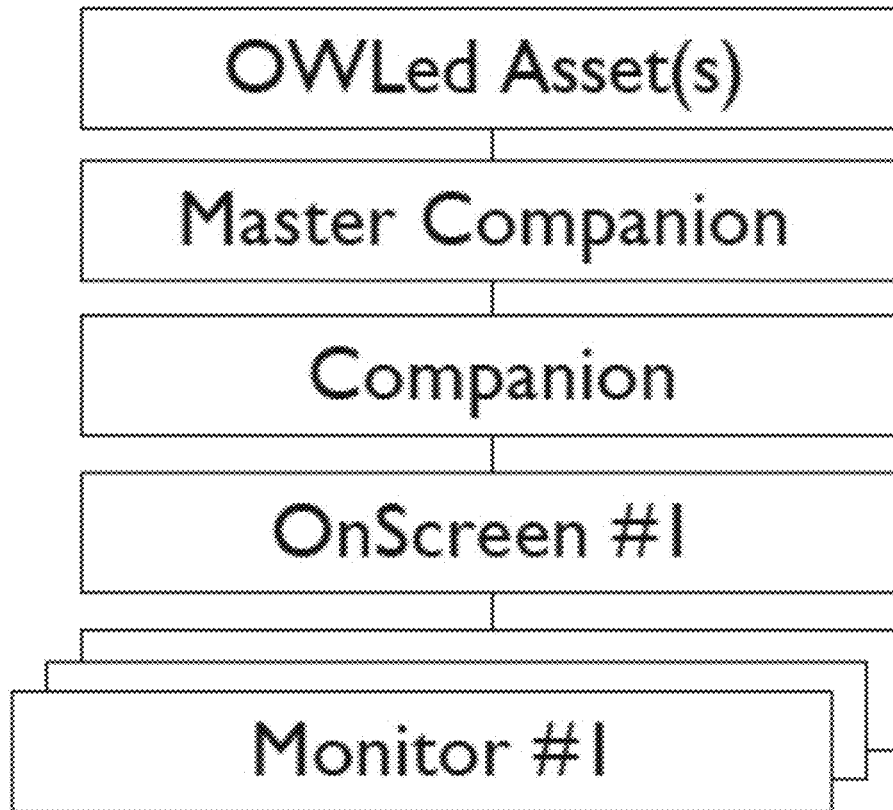 OWLed Asset(s)
Master Companion
Companion
OnScreen #1
Monitor #1